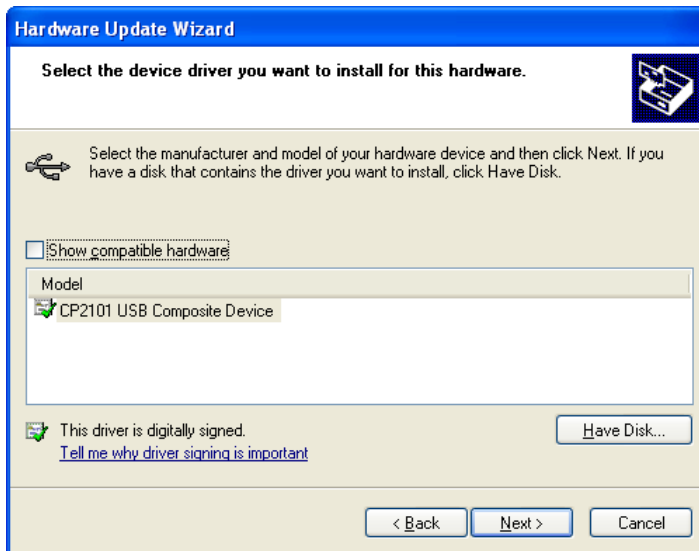 Hardware Update Wizard
Select the device driver you want to install for this hardware.
Select the manufacturer and model of your hardware device and then click Next. If you
have a disk that contains the driver you want to install, click Have Disk.
Show compatible hardware
Model
CP2101 USB Composite Device
This driver is digitally signed.
Tell me why driver signing is important
Have Disk...
< Back
Next >
Cancel